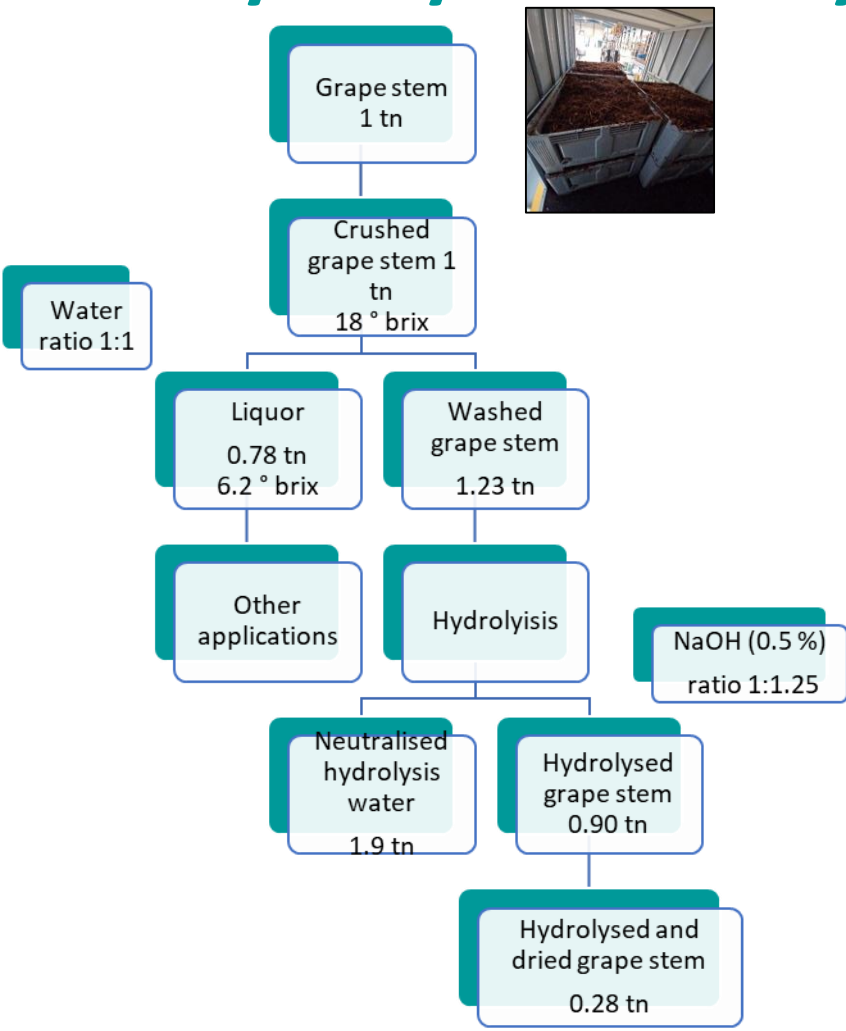 Grape stem
1 tn
Crushed
grape stem 1
tn
18 ° brix
Water
ratio 1:1
Liquor
0.78 tn
6.2 ° brix
Washed
grape stem
1.23 tn
Other
applications
Hydrolyisis
NaOH (0.5 %)
ratio 1:1.25
Neutralised
hydrolysis
water
1.9 tn
Hydrolysed
grape stem
0.90 tn
Hydrolysed and
dried grape stem
0.28 tn